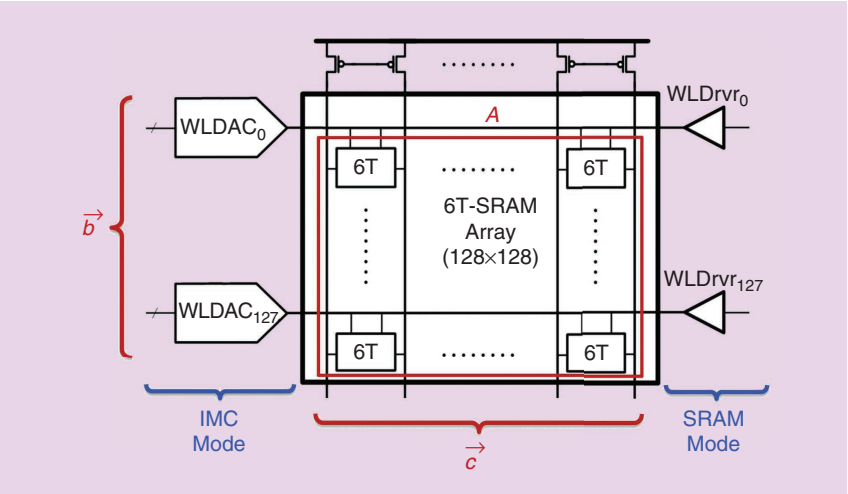 WLDrvr0
WLDAC0
A
6T
6T
6T-SRAM
Array
(128×128)
b
WLDrvr127
WLDAC127
6T
6T
IMC
Mode
c
SRAM
Mode